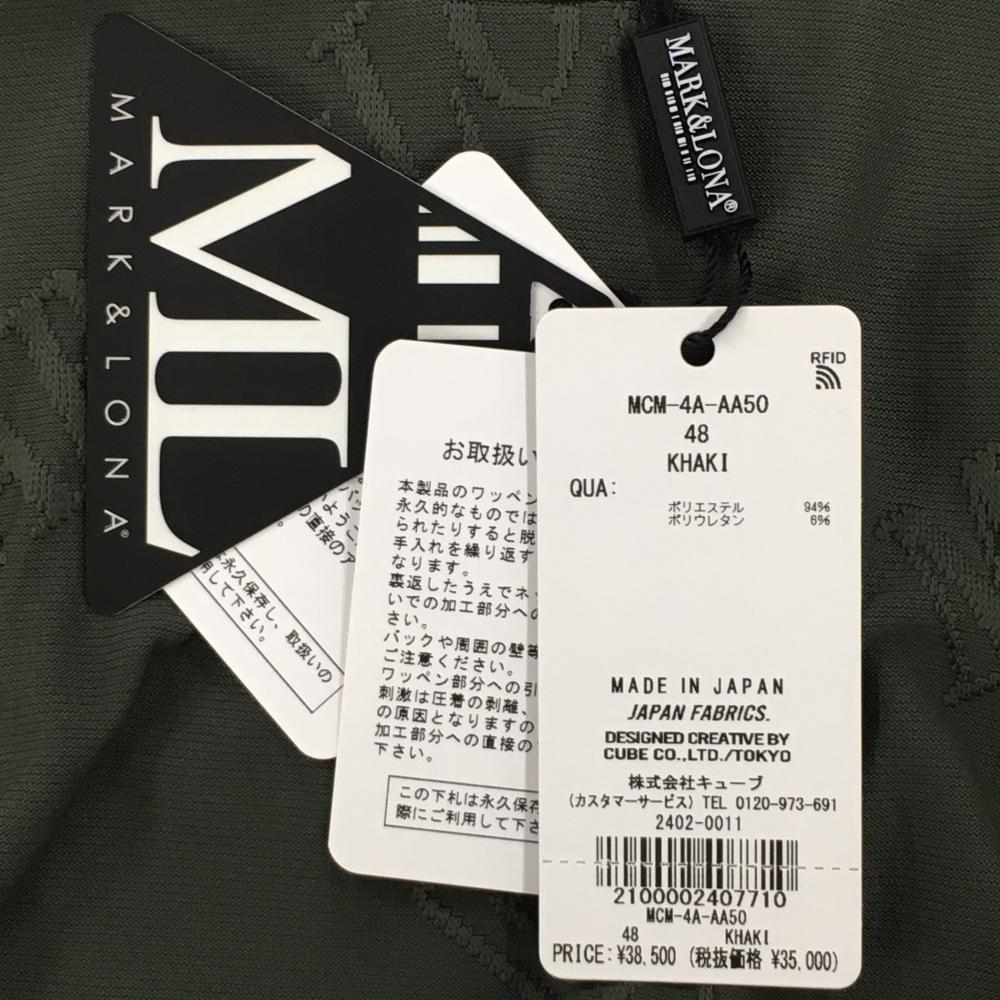 MARK&LONA®
MARK&LONA®
お取扱い
本製品のワッペン
永久的なものでは
られたりすると脱
手入れを繰り返す
なります。
裏返したうえでネッ
いでの加工部分への
さい。
バックや周囲の壁等
ご注意ください。
ワッペン部分への引
刺激は圧着の剥離、
の原因となりますの
加工部分への直接の
下さい。
この下札は永久保存
際にご利用して下さ
永久保存し、取扱いの
用して下さい。
RFID
MCM-4A-AA50
48
KHAKI
QUA:
ポリエステル 94%
ポリウレタン 6%
MADE IN JAPAN
JAPAN FABRICS.
DESIGNED CREATIVE BY
CUBE CO.,LTD./TOKYO
株式会社キューブ
(カスタマーサービス) TEL 0120-973-691
2402-0011
2100002407710
MCM-4A-AA50
48 KHAKI
PRICE:¥38,500 (税抜価格 ¥35,000)